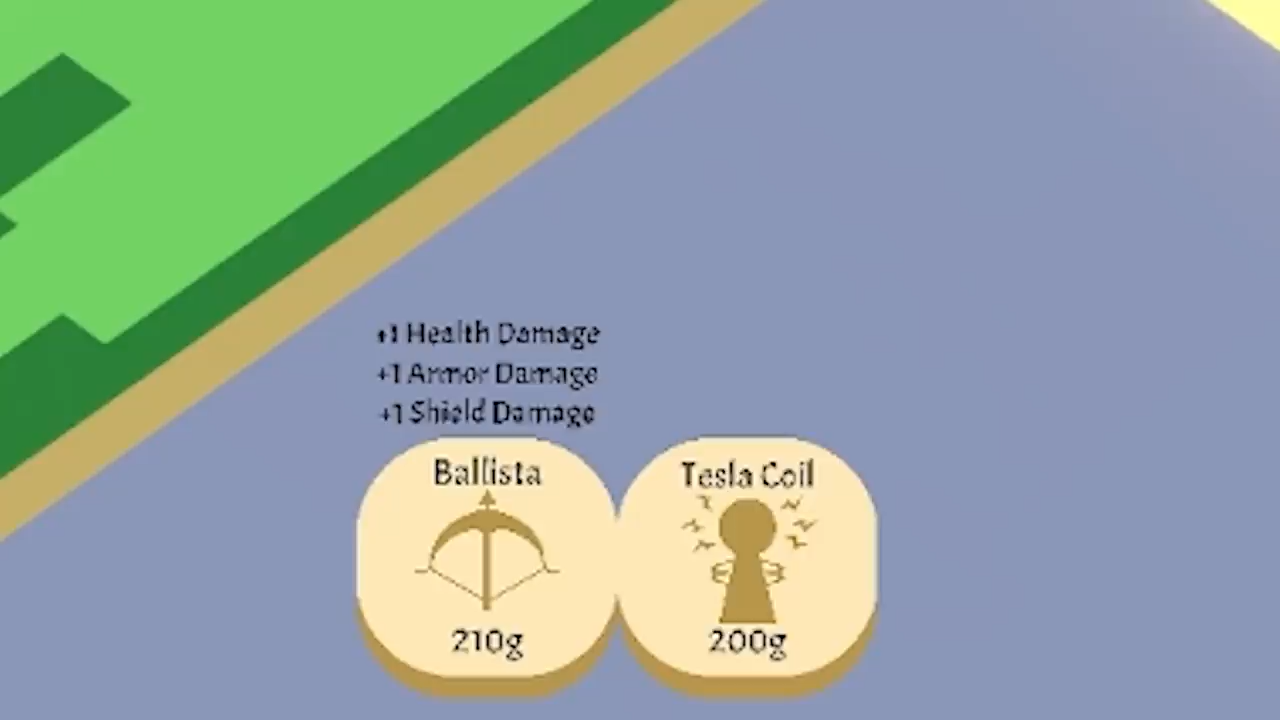 +1 Health Damage
+1 Armor Damage
+1 Shield Damage
Ballista
210g
Tesla Coil
200g